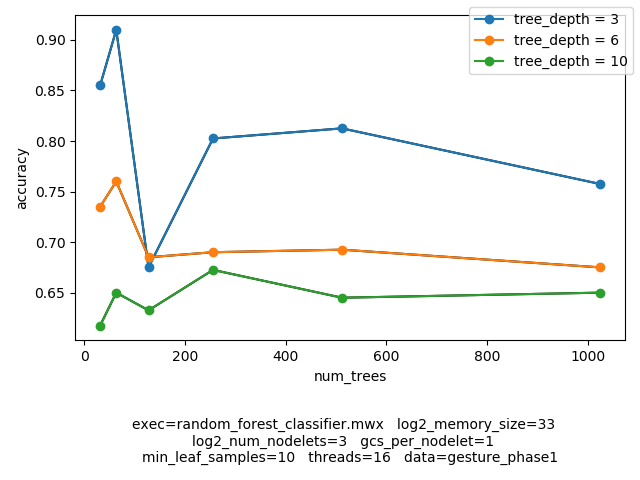 tree_depth = 3
tree_depth = 6
tree_depth = 10
0.90
0.85
0.80
0.75
0.70
0.65
accuracy
0 200 400 600 800 1000
num_trees
exec=random_forest_classifier.mwx log2_memory_size=33
log2_num_nodelets=3 gcs_per_nodelet=1
min_leaf_samples=10 threads=16 data=gesture_phase1